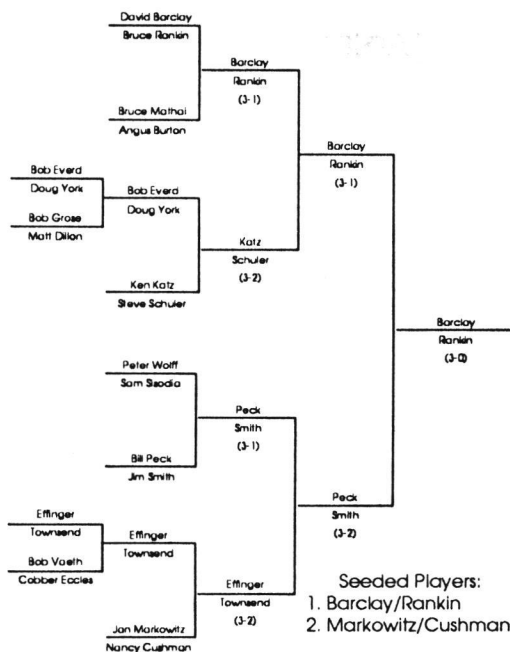 David Barclay
Bruce Rankin
Barclay
Rankin
(3-1)
Bruce Mathai
Angus Burton
Barclay
Rankin
(3-1)
Bob Everd
Doug York
Bob Everd
Doug York
Bob Grose
Matt Dillon
Katz
Schuler
(3-2)
Ken Katz
Steve Schuler
Barclay
Rankin
(3-0)
Peter Wolff
Sam Sisodia
Peck
Smith
(3-1)
Bill Peck
Jim Smith
Peck
Smith
(3-2)
Effinger
Townsend
Effinger
Townsend
Bob Vaeth
Cobber Eccles
Effinger
Townsend
(3-2)
Jan Markowitz
Nancy Cushman
Seeded Players:
1. Barclay/Rankin
2. Markowitz/Cushman